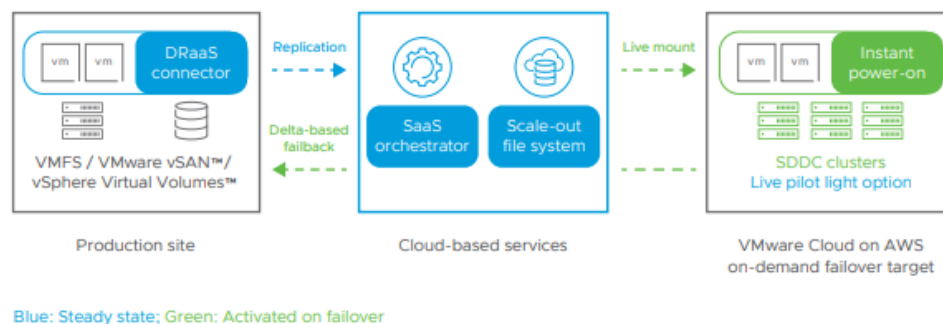 vm vm
DRaaS
connector
Replication
Delta-based
failback
SaaS
orchestrator
Scale-out
file system
Live mount
vm vm
Instant
power-on
VMFS / VMware vSAN™/
vSphere Virtual Volumes™
SDDC clusters
Live pilot light option
Production site
Cloud-based services
VMware Cloud on AWS
on-demand failover target
Blue: Steady state; Green: Activated on failover